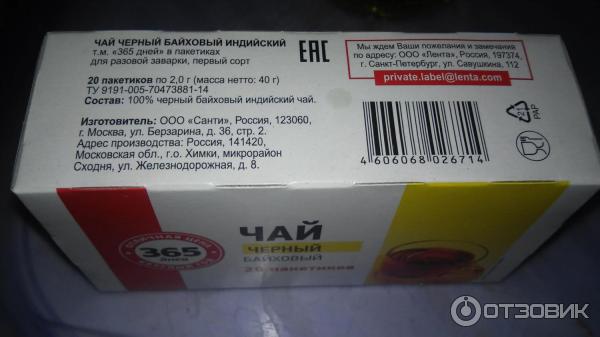 ЧАЙ ЧЕРНЫЙ БАЙХОВЫЙ ИНДИЙСКИЙ
т.м. «365 дней» в пакетиках
для разовой заварки, первый сорт
20 пакетиков по 2,0 г (масса нетто: 40 г)
ТУ 9191-005-70473881-14
Состав: 100% черный байховый индийский чай.
Изготовитель: ООО «Санти», Россия, 123060,
г. Москва, ул. Берзарина, д. 36, стр. 2.
Адрес производства: Россия, 141420,
Московская обл., г.о. Химки, микрорайон
Сходня, ул. Железнодорожная, д. 8.
EAC
Мы ждем Ваши пожелания и замечания
по адресу: ООО «Лента», Россия, 197374,
г. Санкт-Петербург, ул. Савушкина, 112
private.label@lenta.com
4 606068 026714
21
PAP
ОТЛИЧНАЯ ЦЕНА
365
ДНЕЙ
ЧАЙ
ЧЕРНЫЙ
БАЙХОВЫЙ
20 пакетиков
ОТЗОВИК